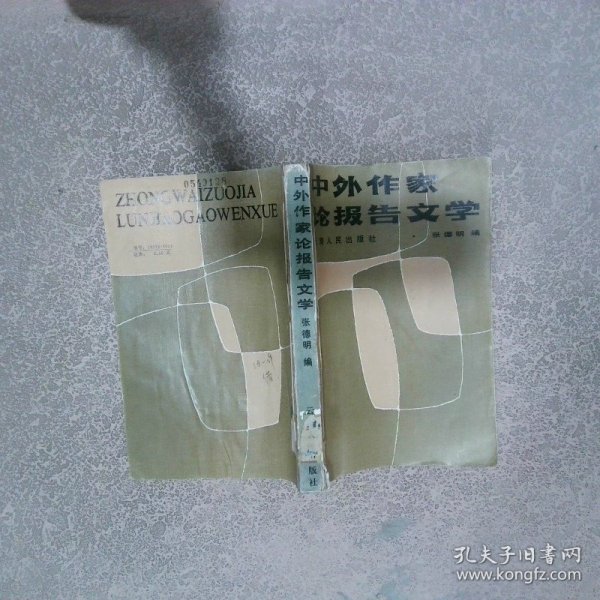 0543128
ZHONGWAIZUOJIA
LUNBAOGAOWENXUE
中外作家论报告文学
张德明 编
版社
中外作家
论报告文学
人民出版社
张德明 编
孔夫子旧书网
www.kongfz.com